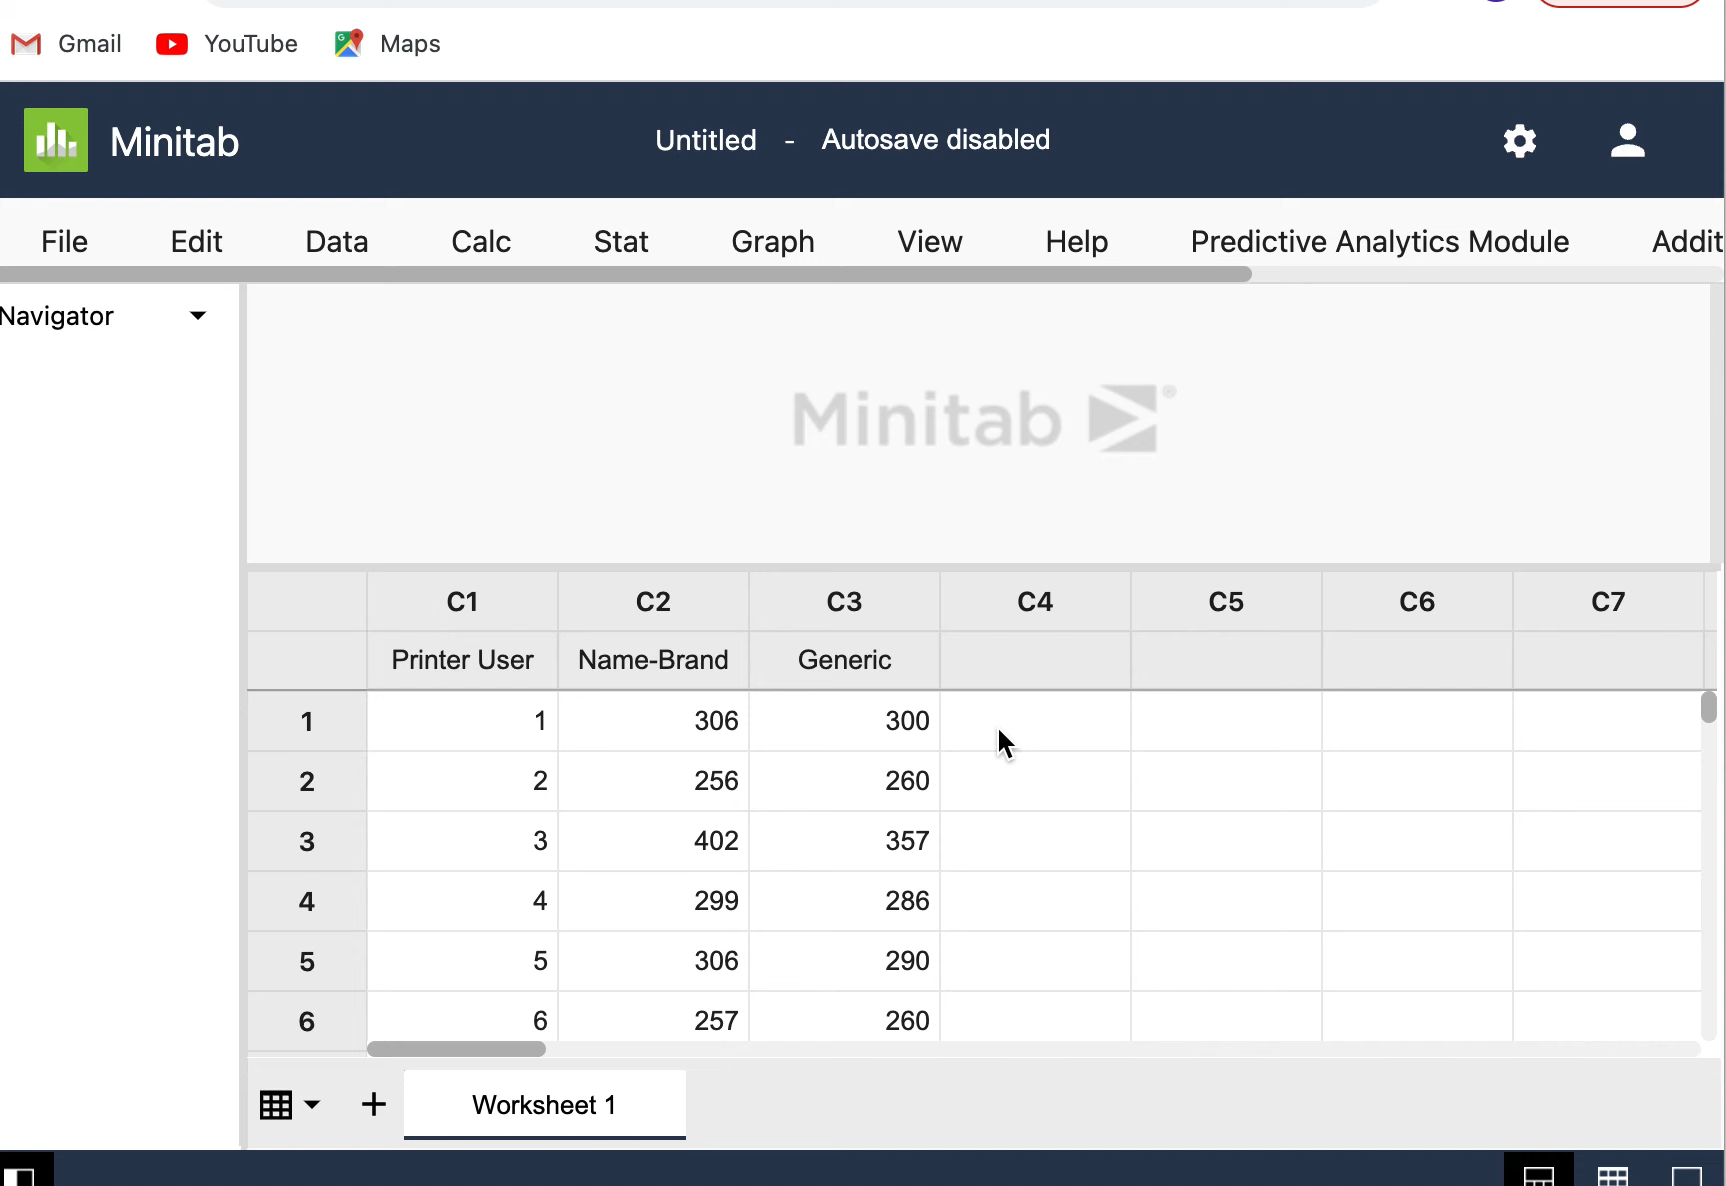 Gmail YouTube Maps
Minitab Untitled - Autosave disabled
File Edit Data Calc Stat Graph View Help Predictive Analytics Module Addit
Navigator
Minitab ®
C1 C2 C3 C4 C5 C6 C7
Printer User Name-Brand Generic
1 1 306 300
2 2 256 260
3 3 402 357
4 4 299 286
5 5 306 290
6 6 257 260
+ Worksheet 1